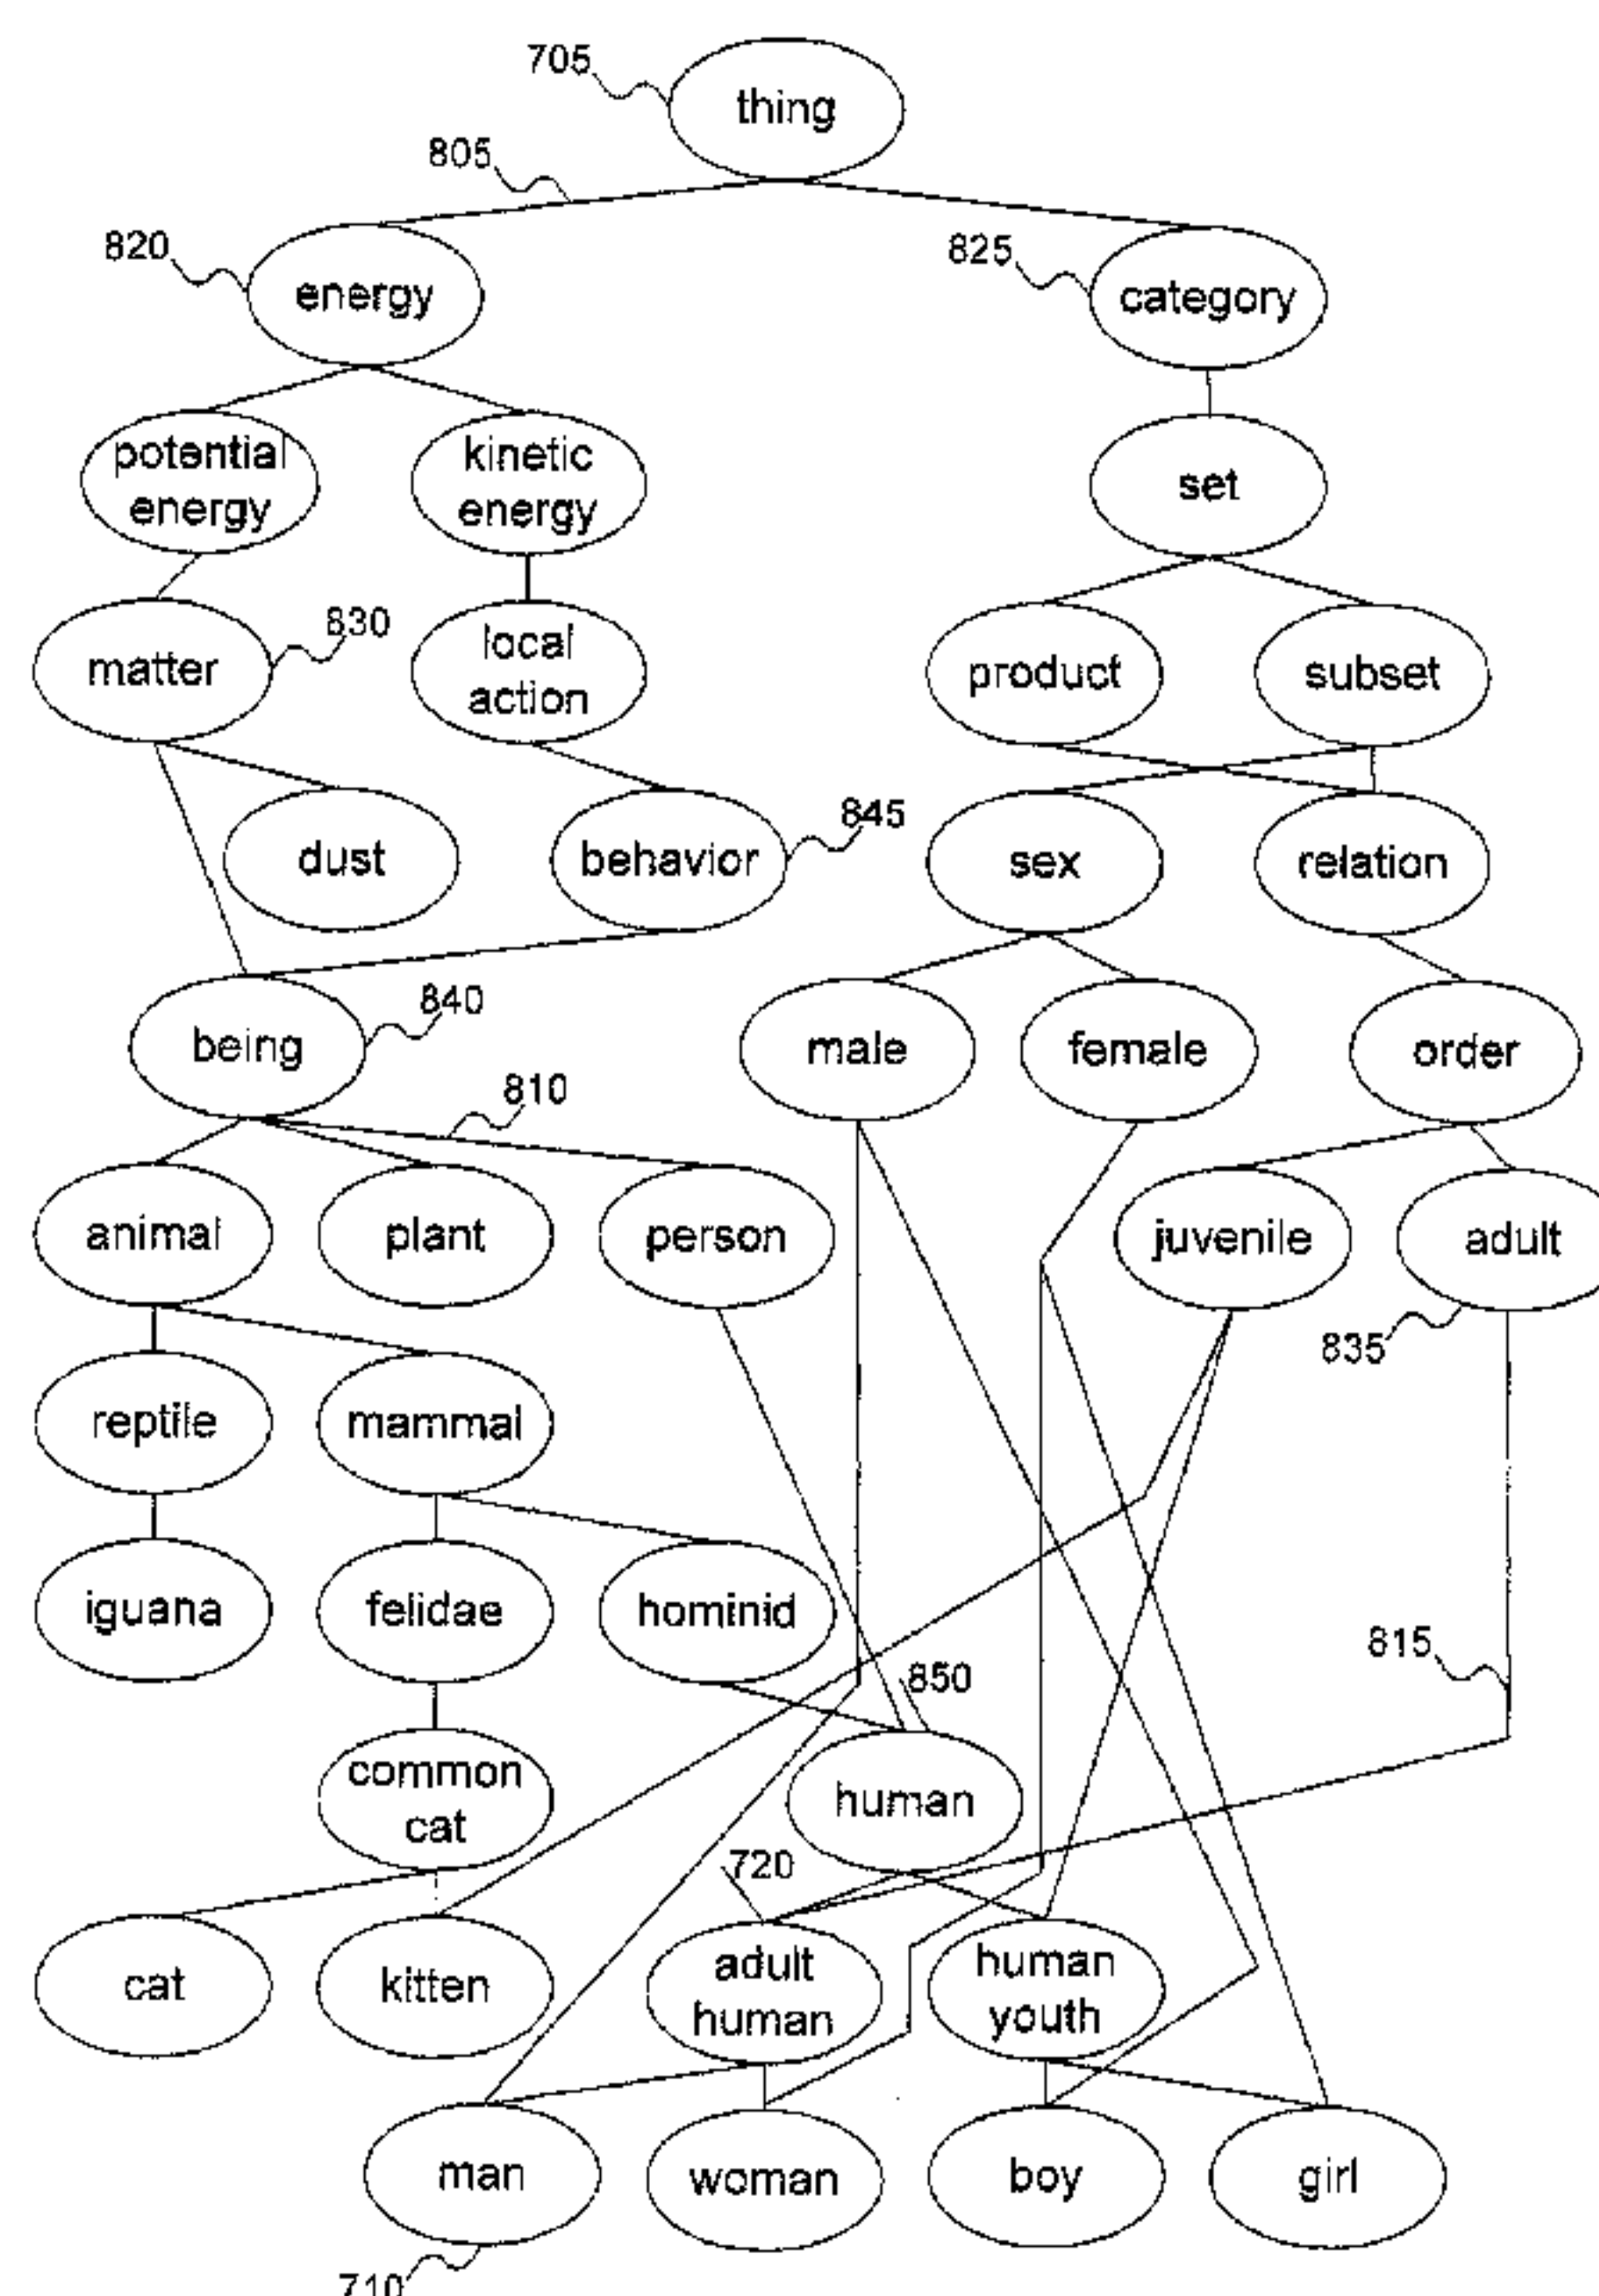 705
thing
805
820
energy
825
category
potential
energy
kinetic
energy
set
matter
830
local
action
product
subset
dust
behavior
845
sex
relation
being
840
male
female
order
810
animal
plant
person
juvenile
adult
835
reptile
mammal
iguana
felidae
hominid
815
850
common
cat
human
720
cat
kitten
adult
human
human
youth
man
woman
boy
girl
710